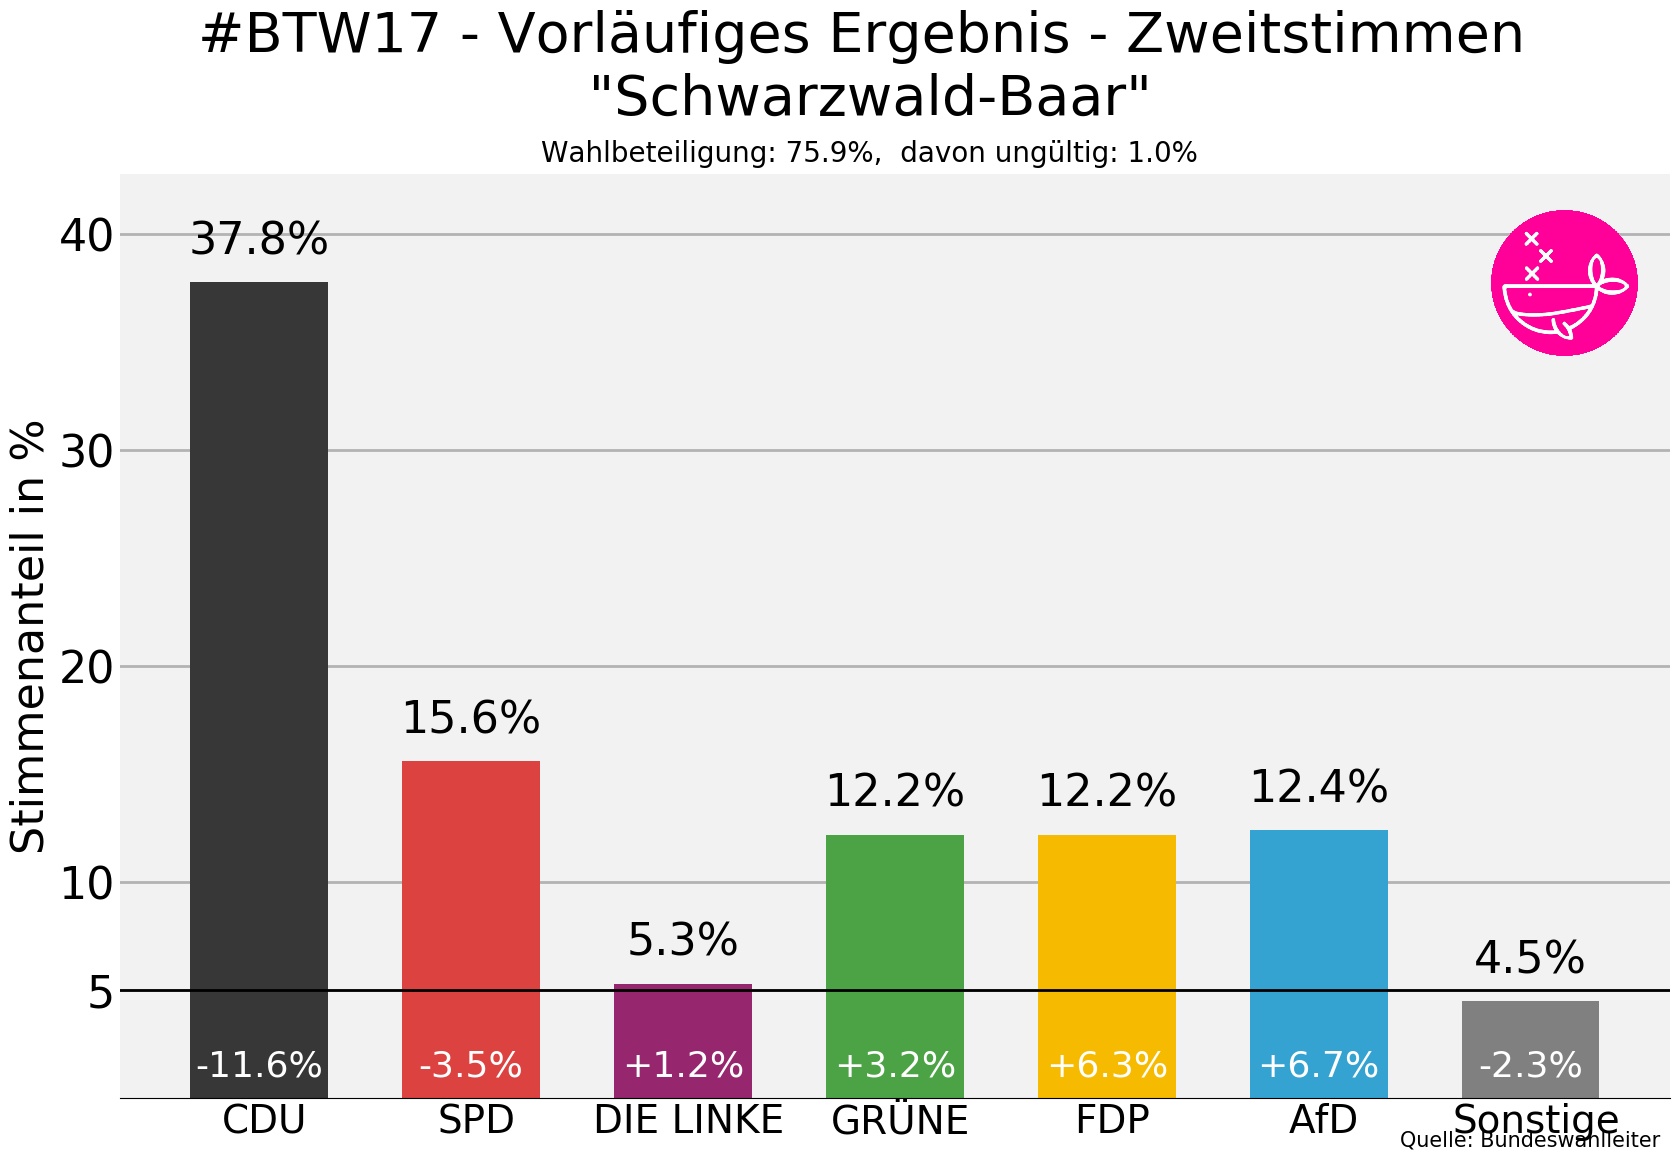 #BTW17 - Vorläufiges Ergebnis - Zweitstimmen
"Schwarzwald-Baar"
Wahlbeteiligung: 75.9%,  davon ungültig: 1.0%
Stimmenanteil in %
40
30
20
10
5
37.8%
15.6%
5.3%
12.2%
12.2%
12.4%
4.5%
-11.6%
-3.5%
+1.2%
+3.2%
+6.3%
+6.7%
-2.3%
CDU
SPD
DIE LINKE
GRÜNE
FDP
AfD
Sonstige
Quelle: Bundeswahlleiter